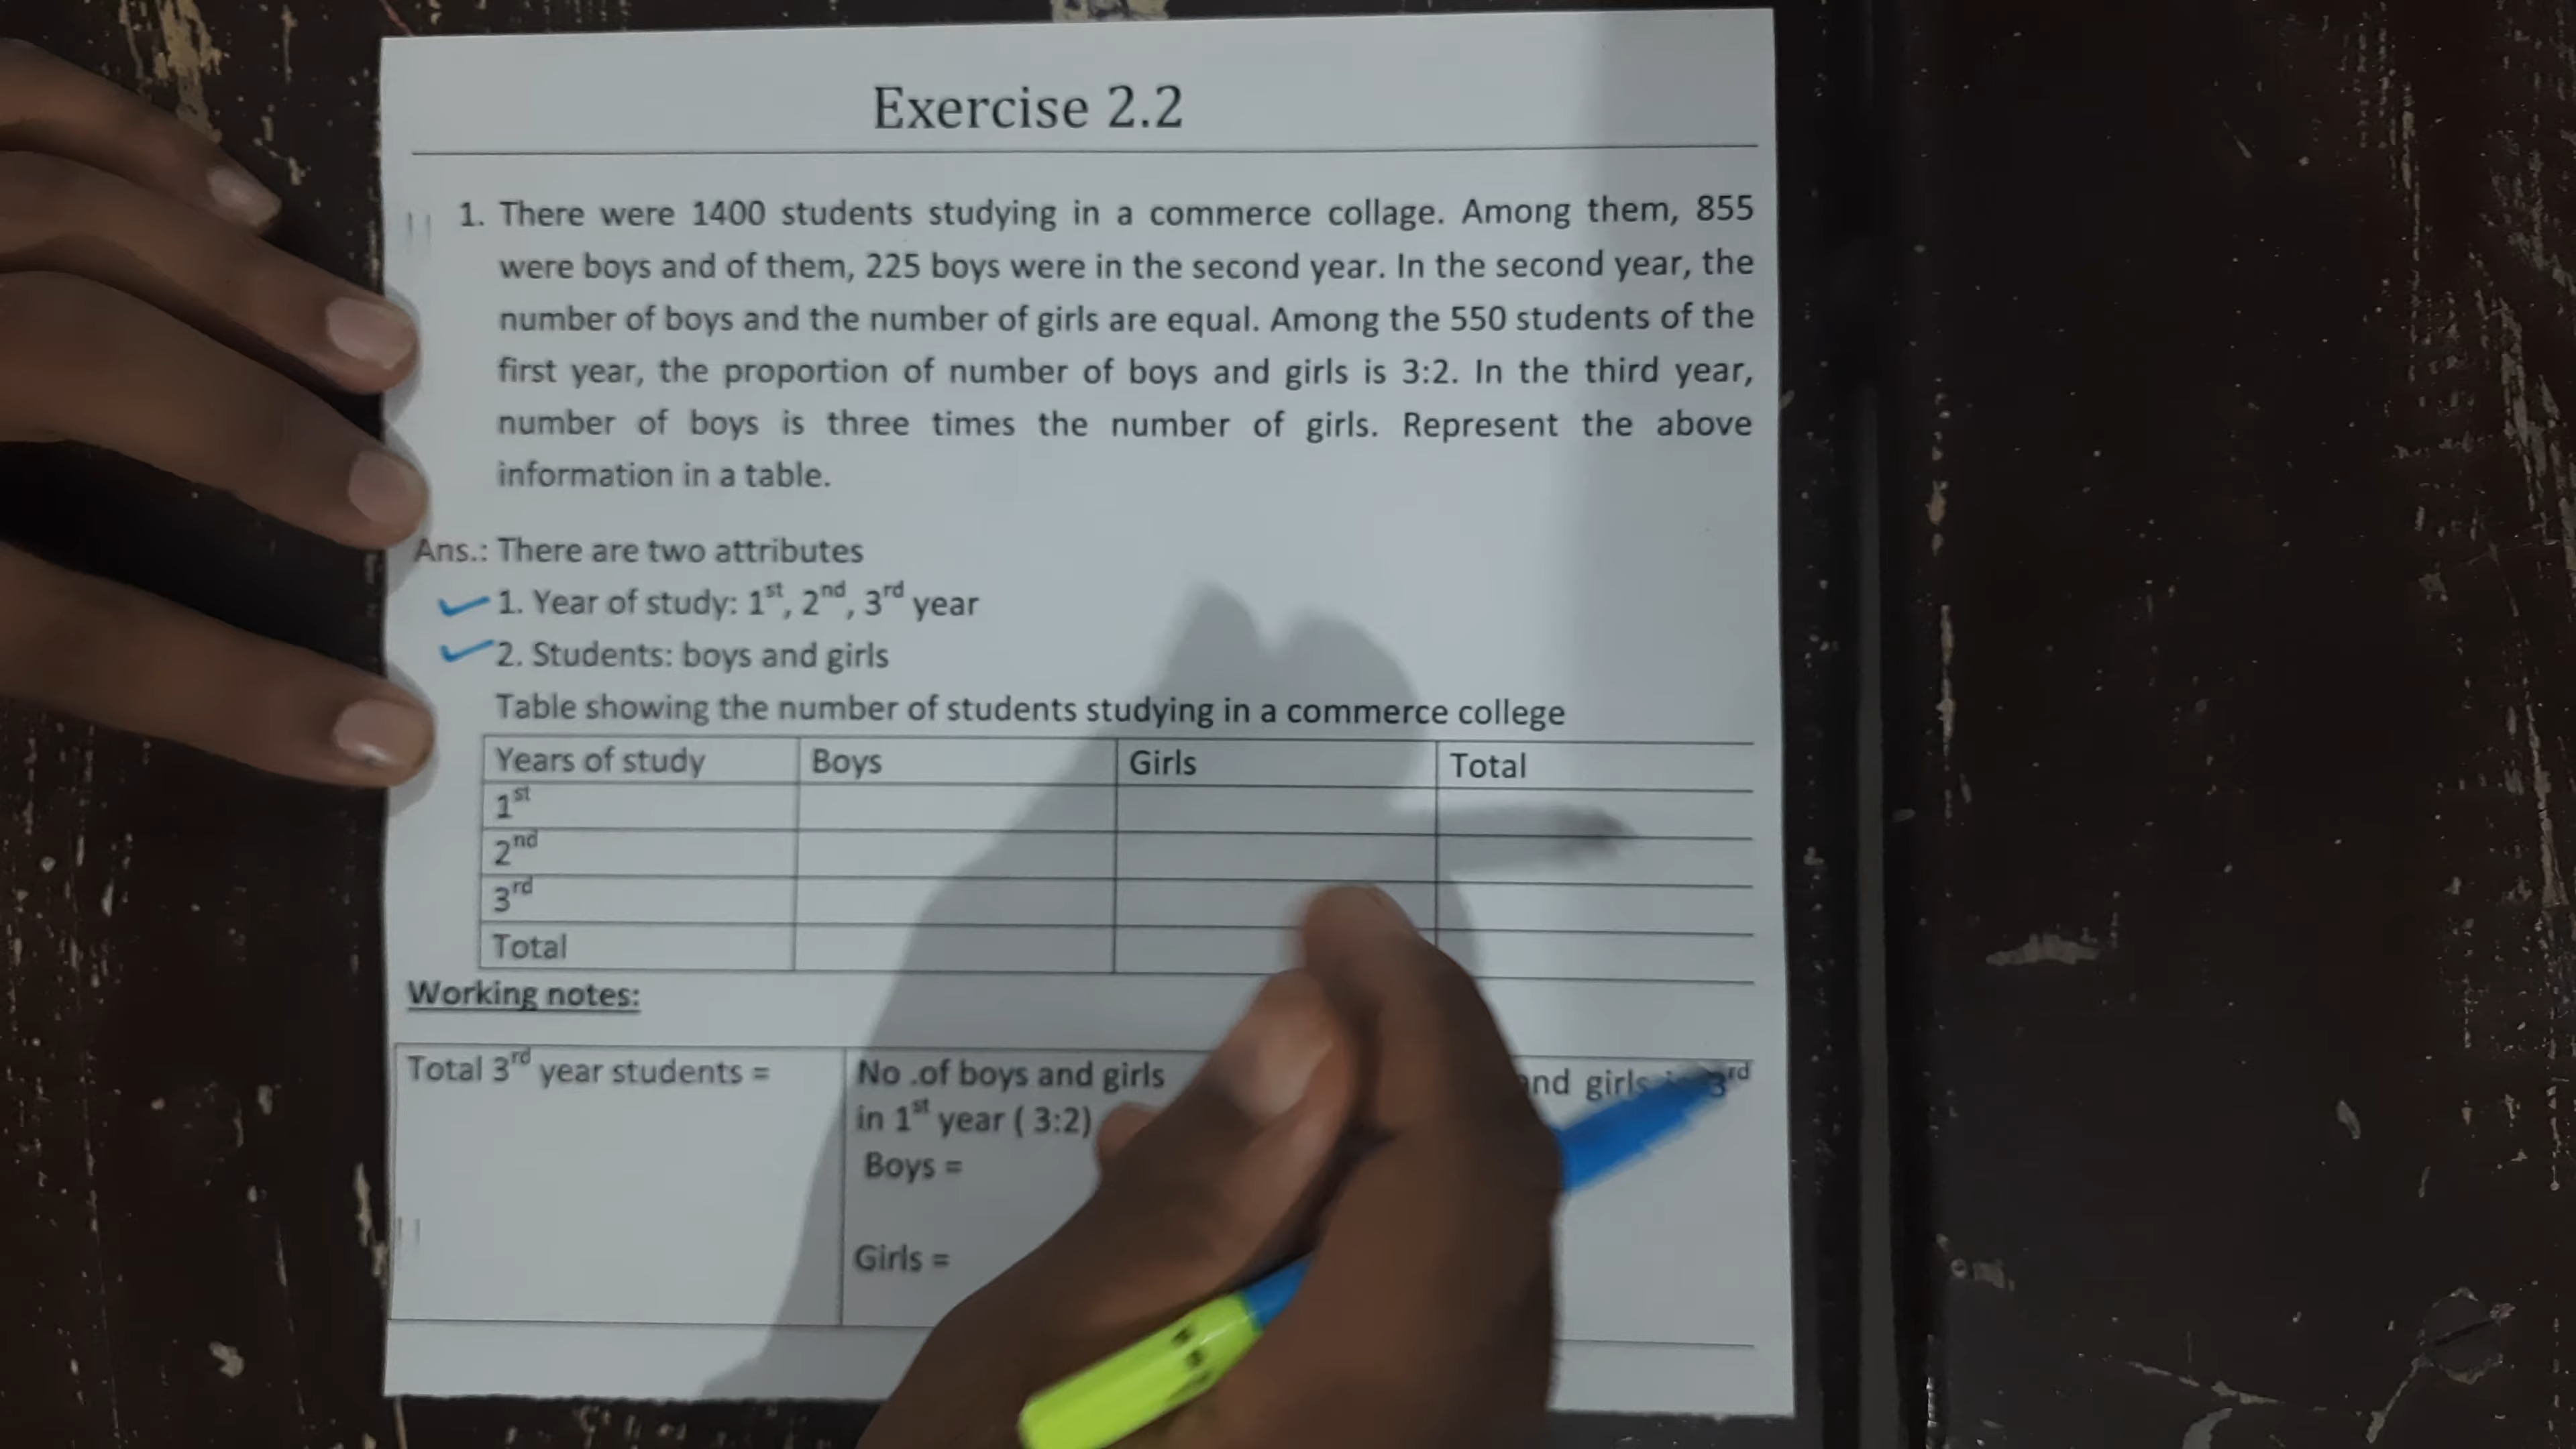 Exercise 2.2
1. There were 1400 students studying in a commerce collage. Among them, 855
were boys and of them, 225 boys were in the second year. In the second year, the
number of boys and the number of girls are equal. Among the 550 students of the
first year, the proportion of number of boys and girls is 3:2. In the third year,
number of boys is three times the number of girls. Represent the above
information in a table.
Ans.: There are two attributes
1. Year of study: 1st, 2nd, 3rd year
2. Students: boys and girls
Table showing the number of students studying in a commerce college
Years of study Boys Girls Total
1st
2nd
3rd
Total
Working notes:
Total 3rd year students =
No .of boys and girls
in 1st year ( 3:2)
Boys =
Girls =
and girls 3rd